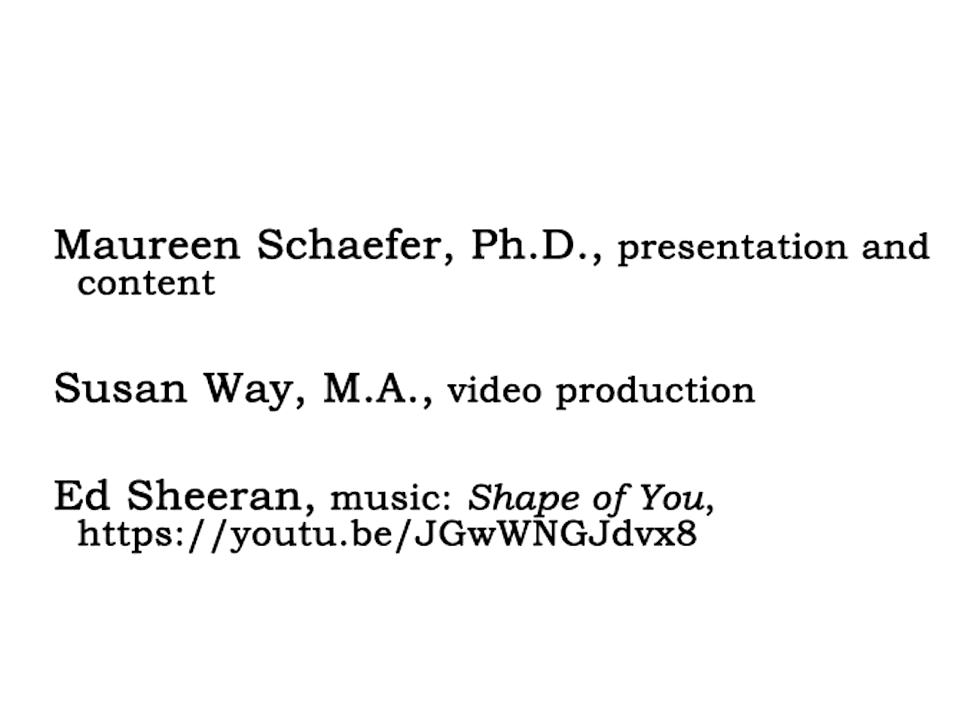 Maureen Schaefer, Ph.D., presentation and
content
Susan Way, M.A., video production
Ed Sheeran, music: Shape of You,
https://youtu.be/JGwWNGJdvx8